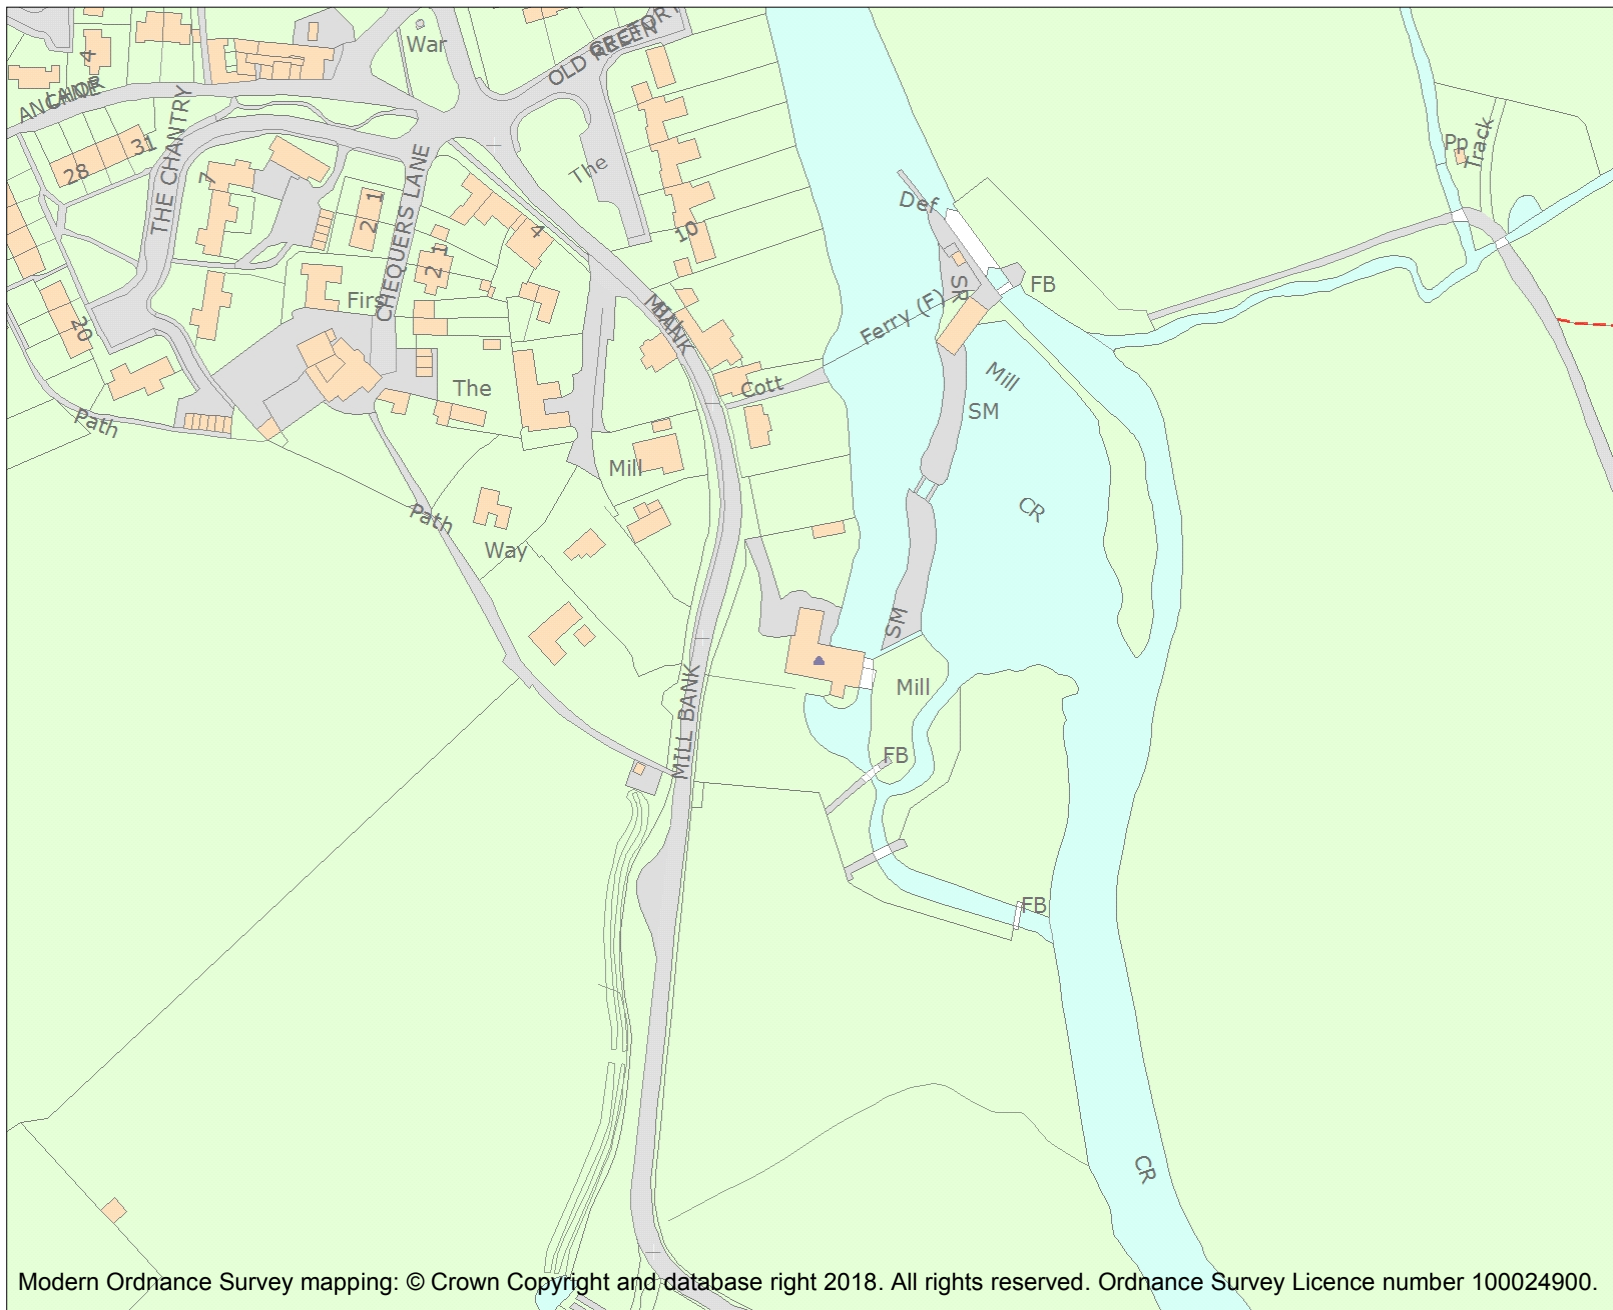 War
OLD RECTORY
GREEN
4
ANCHOR
LANE
THE CHANTRY
31
28
7
1
2
CHEQUERS LANE
The
4
10
1
2
20
Firs
MILL
BANK
The
Cott
Path
Mill
Path
Way
Def
SP
FB
Ferry (F)
Mill
SM
CR
SM
Pp
Track
Mill
MILL BANK
FB
FB
CR
Modern Ordnance Survey mapping: © Crown Copyright and database right 2018. All rights reserved. Ordnance Survey Licence number 100024900.